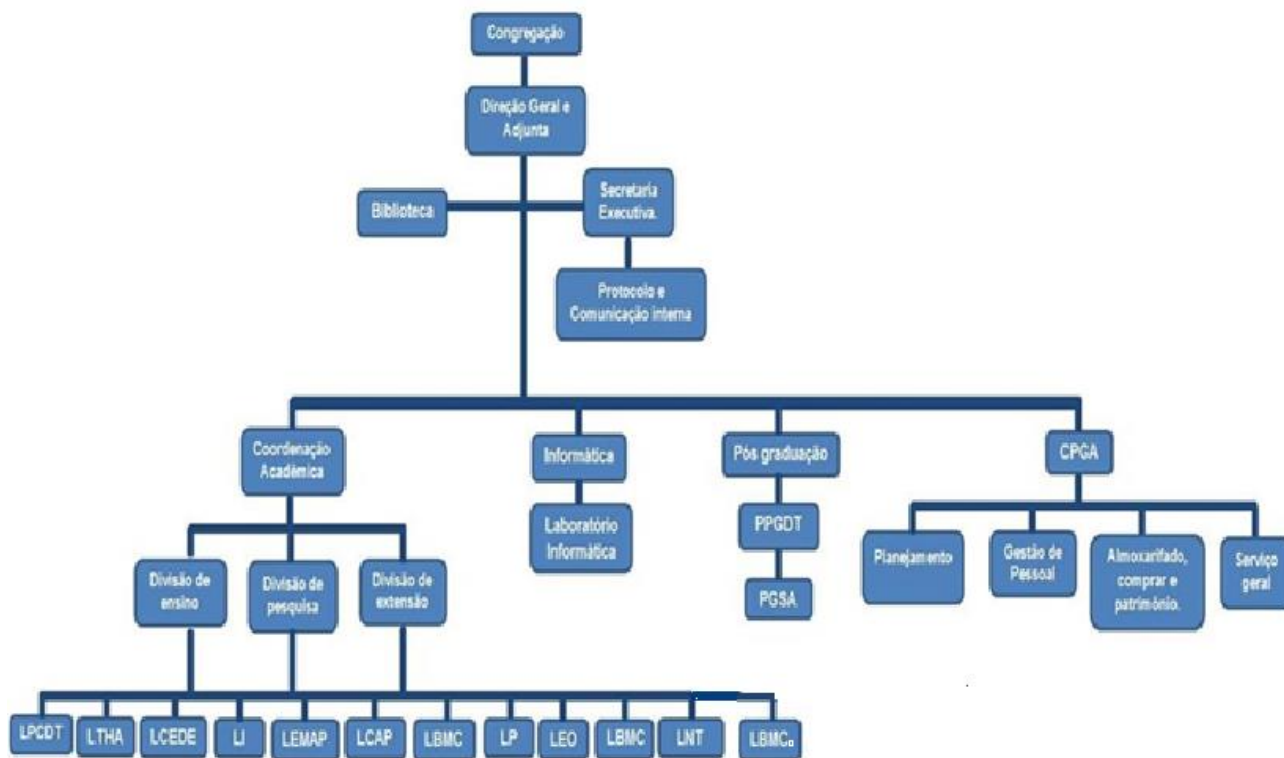 Congregação
Direção Geral e
Adjunta
Biblioteca
Secretaria
Executiva.
Protocolo e
Comunicação interna
Coordenação
Acadêmica
Informática
Pós graduação
CPGA
Laboratório
Informática
PPGDT
PGSA
Planejamento
Gestão de
Pessoal
Almoxarifado,
comprar e
patrimônio.
Serviço
geral
Divisão de
ensino
Divisão de
pesquisa
Divisão de
extensão
LPCDT
LTHA
LCEDE
LI
LEMAP
LCAP
LBMC
LP
LEO
LBMC
LNT
LBMC